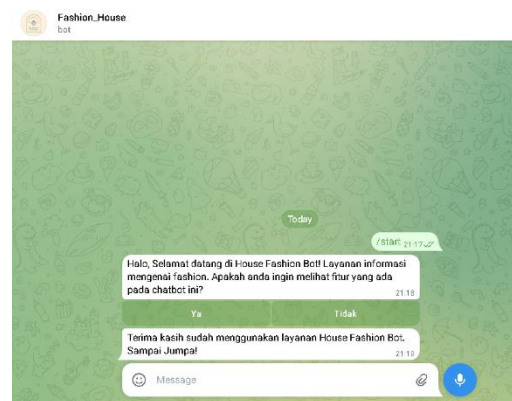 Fashion_House
bot
Today
/start 21:17
Halo, Selamat datang di House Fashion Bot! Layanan informasi
mengenai fashion. Apakah anda ingin melihat fitur yang ada
pada chatbot ini?
21:18
Ya
Tidak
Terima kasih sudah menggunakan layanan House Fashion Bot.
Sampai Jumpa!
21:18
Message